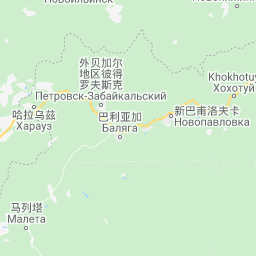 Новоильинск
Khokhotuy
Хохотуй
外贝加尔
地区彼得
罗夫斯克
Петровск-Забайкальский
哈拉乌兹
Харауз
巴利亚加
Баляга
新巴甫洛夫卡
Новопавловка
马列塔
Малета